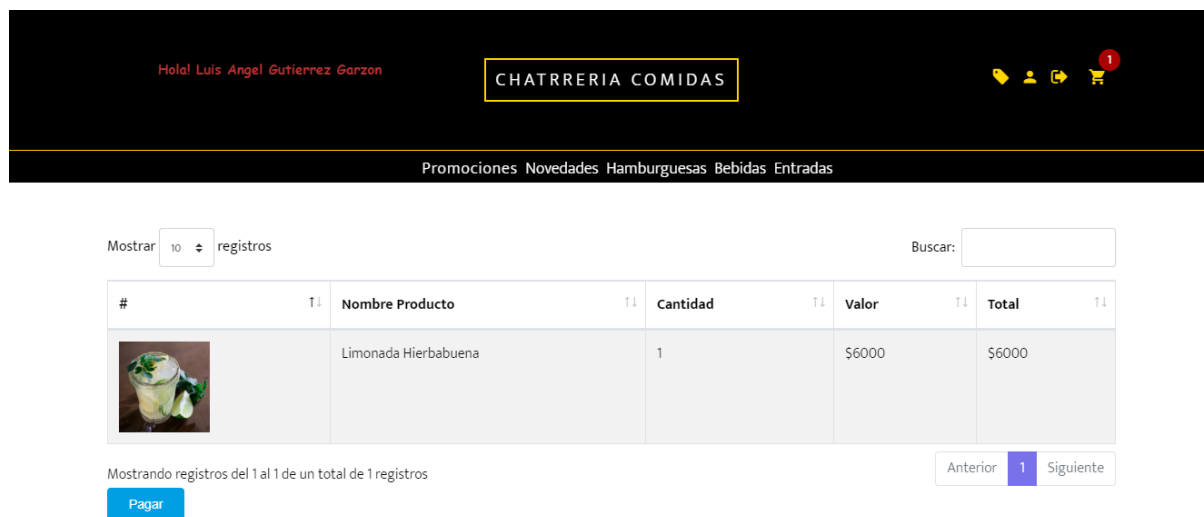 Hola! Luis Angel Gutierrez Garzon
CHATRRERIA COMIDAS
1
Promociones Novedades Hamburguesas Bebidas Entradas
Mostrar 10 registros
Buscar:
# Nombre Producto Cantidad Valor Total
Limonada Hierbabuena 1 $6000 $6000
Mostrando registros del 1 al 1 de un total de 1 registros
Anterior 1 Siguiente
Pagar